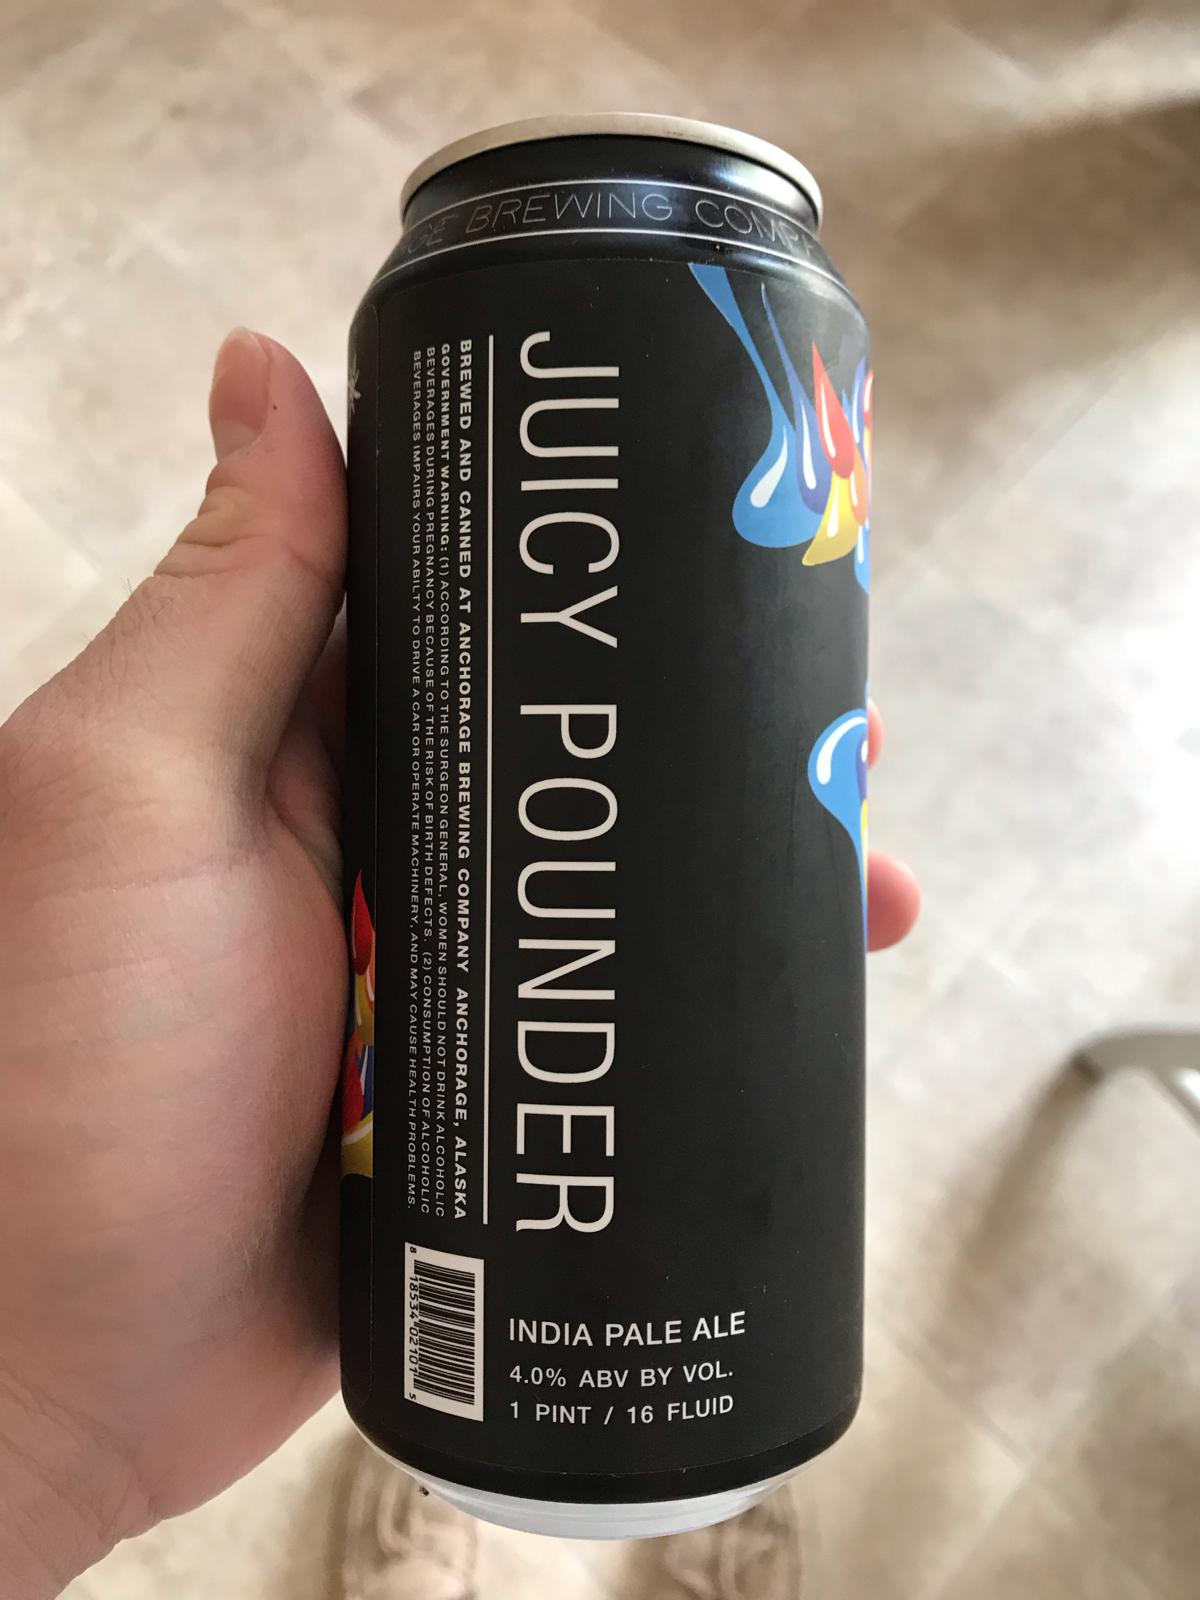 GE BREWING COMP
JUICY POUNDER
BREWED AND CANNED AT ANCHORAGE BREWING COMPANY ANCHORAGE, ALASKA
GOVERNMENT WARNING: (1) ACCORDING TO THE SURGEON GENERAL, WOMEN SHOULD NOT DRINK ALCOHOLIC
BEVERAGES DURING PREGNANCY BECAUSE OF THE RISK OF BIRTH DEFECTS. (2) CONSUMPTION OF ALCOHOLIC
BEVERAGES IMPAIRS YOUR ABILTY TO DRIVE A CAR OR OPERATE MACHINERY, AND MAY CAUSE HEALTH PROBLEMS.
8 18534 02101 5
INDIA PALE ALE
4.0% ABV BY VOL.
1 PINT / 16 FLUID